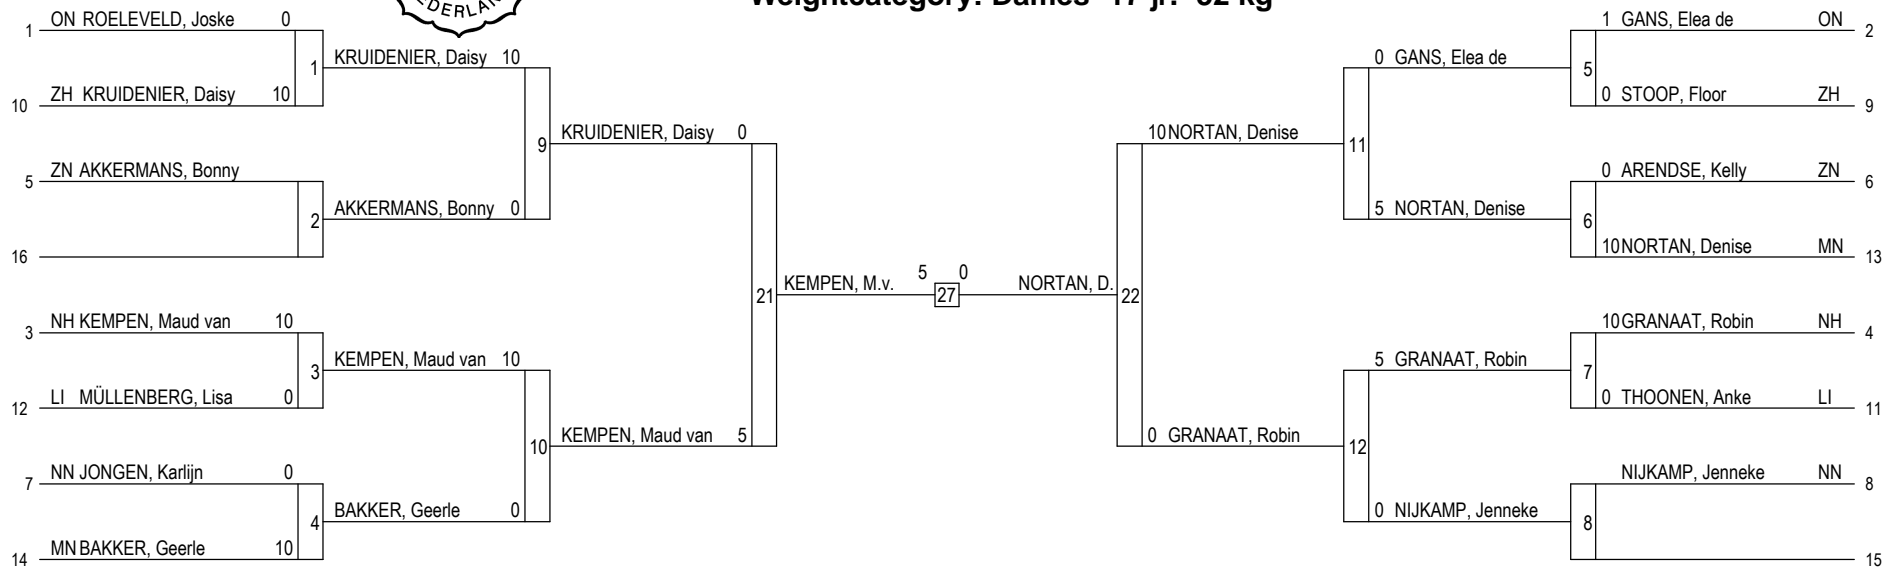 EDERLAN
Weightcategory: Dames -17 jr. -52 kg
1 ON ROELEVELD, Joske 0
10 ZH KRUIDENIER, Daisy 10
5 ZN AKKERMANS, Bonny
16
3 NH KEMPEN, Maud van 10
12 LI MÜLLENBERG, Lisa 0
7 NN JONGEN, Karlijn 0
14 MN BAKKER, Geerle 10
1 KRUIDENIER, Daisy 10
2 AKKERMANS, Bonny 0
3 KEMPEN, Maud van 10
4 BAKKER, Geerle 0
9 KRUIDENIER, Daisy 0
10 KEMPEN, Maud van 5
21 KEMPEN, M.v. 5
27
0 NORTAN, D. 22
10 NORTAN, Denise 11
0 GRANAAT, Robin 12
0 GANS, Elea de 5
5 NORTAN, Denise 6
5 GRANAAT, Robin 7
0 NIJKAMP, Jenneke 8
1 GANS, Elea de ON 2
0 STOOP, Floor ZH 9
0 ARENDSE, Kelly ZN 6
10 NORTAN, Denise MN 13
10 GRANAAT, Robin NH 4
0 THOONEN, Anke LI 11
NIJKAMP, Jenneke NN 8
15